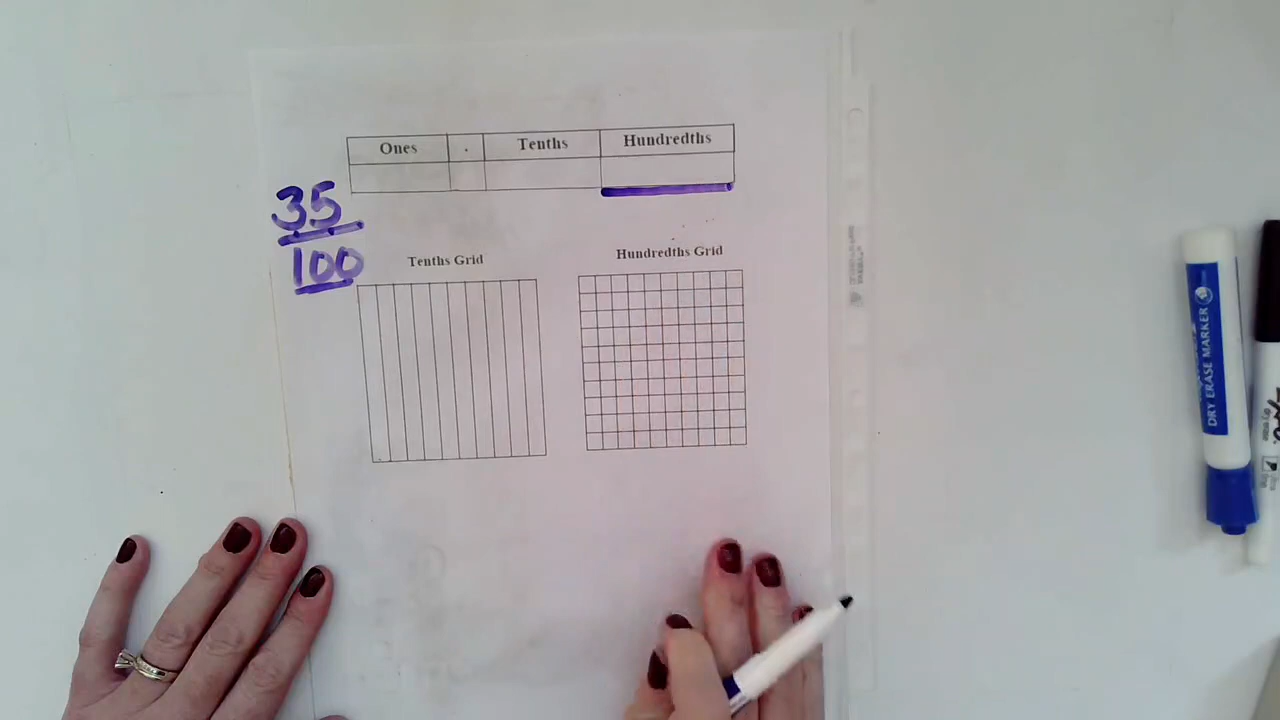 Ones . Tenths Hundredths
35
100
Tenths Grid
Hundredths Grid
DRY ERASE MARKER